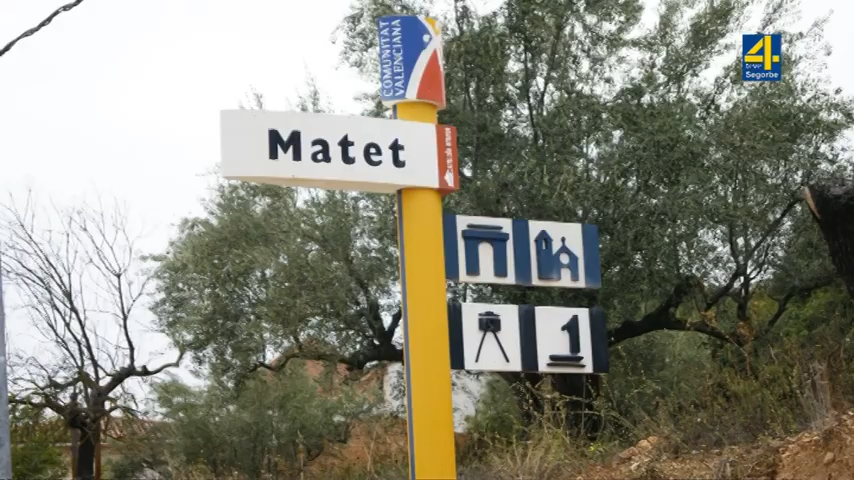 COMUNITAT
VALENCIANA
Matet
1
4
Segorbe